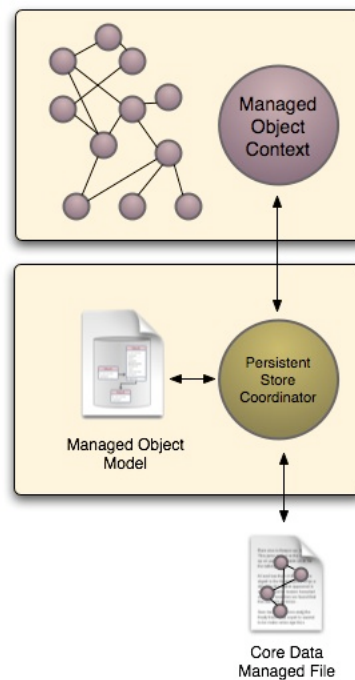 Managed
Object
Context
Persistent
Store
Coordinator
Managed Object
Model
Core Data
Managed File